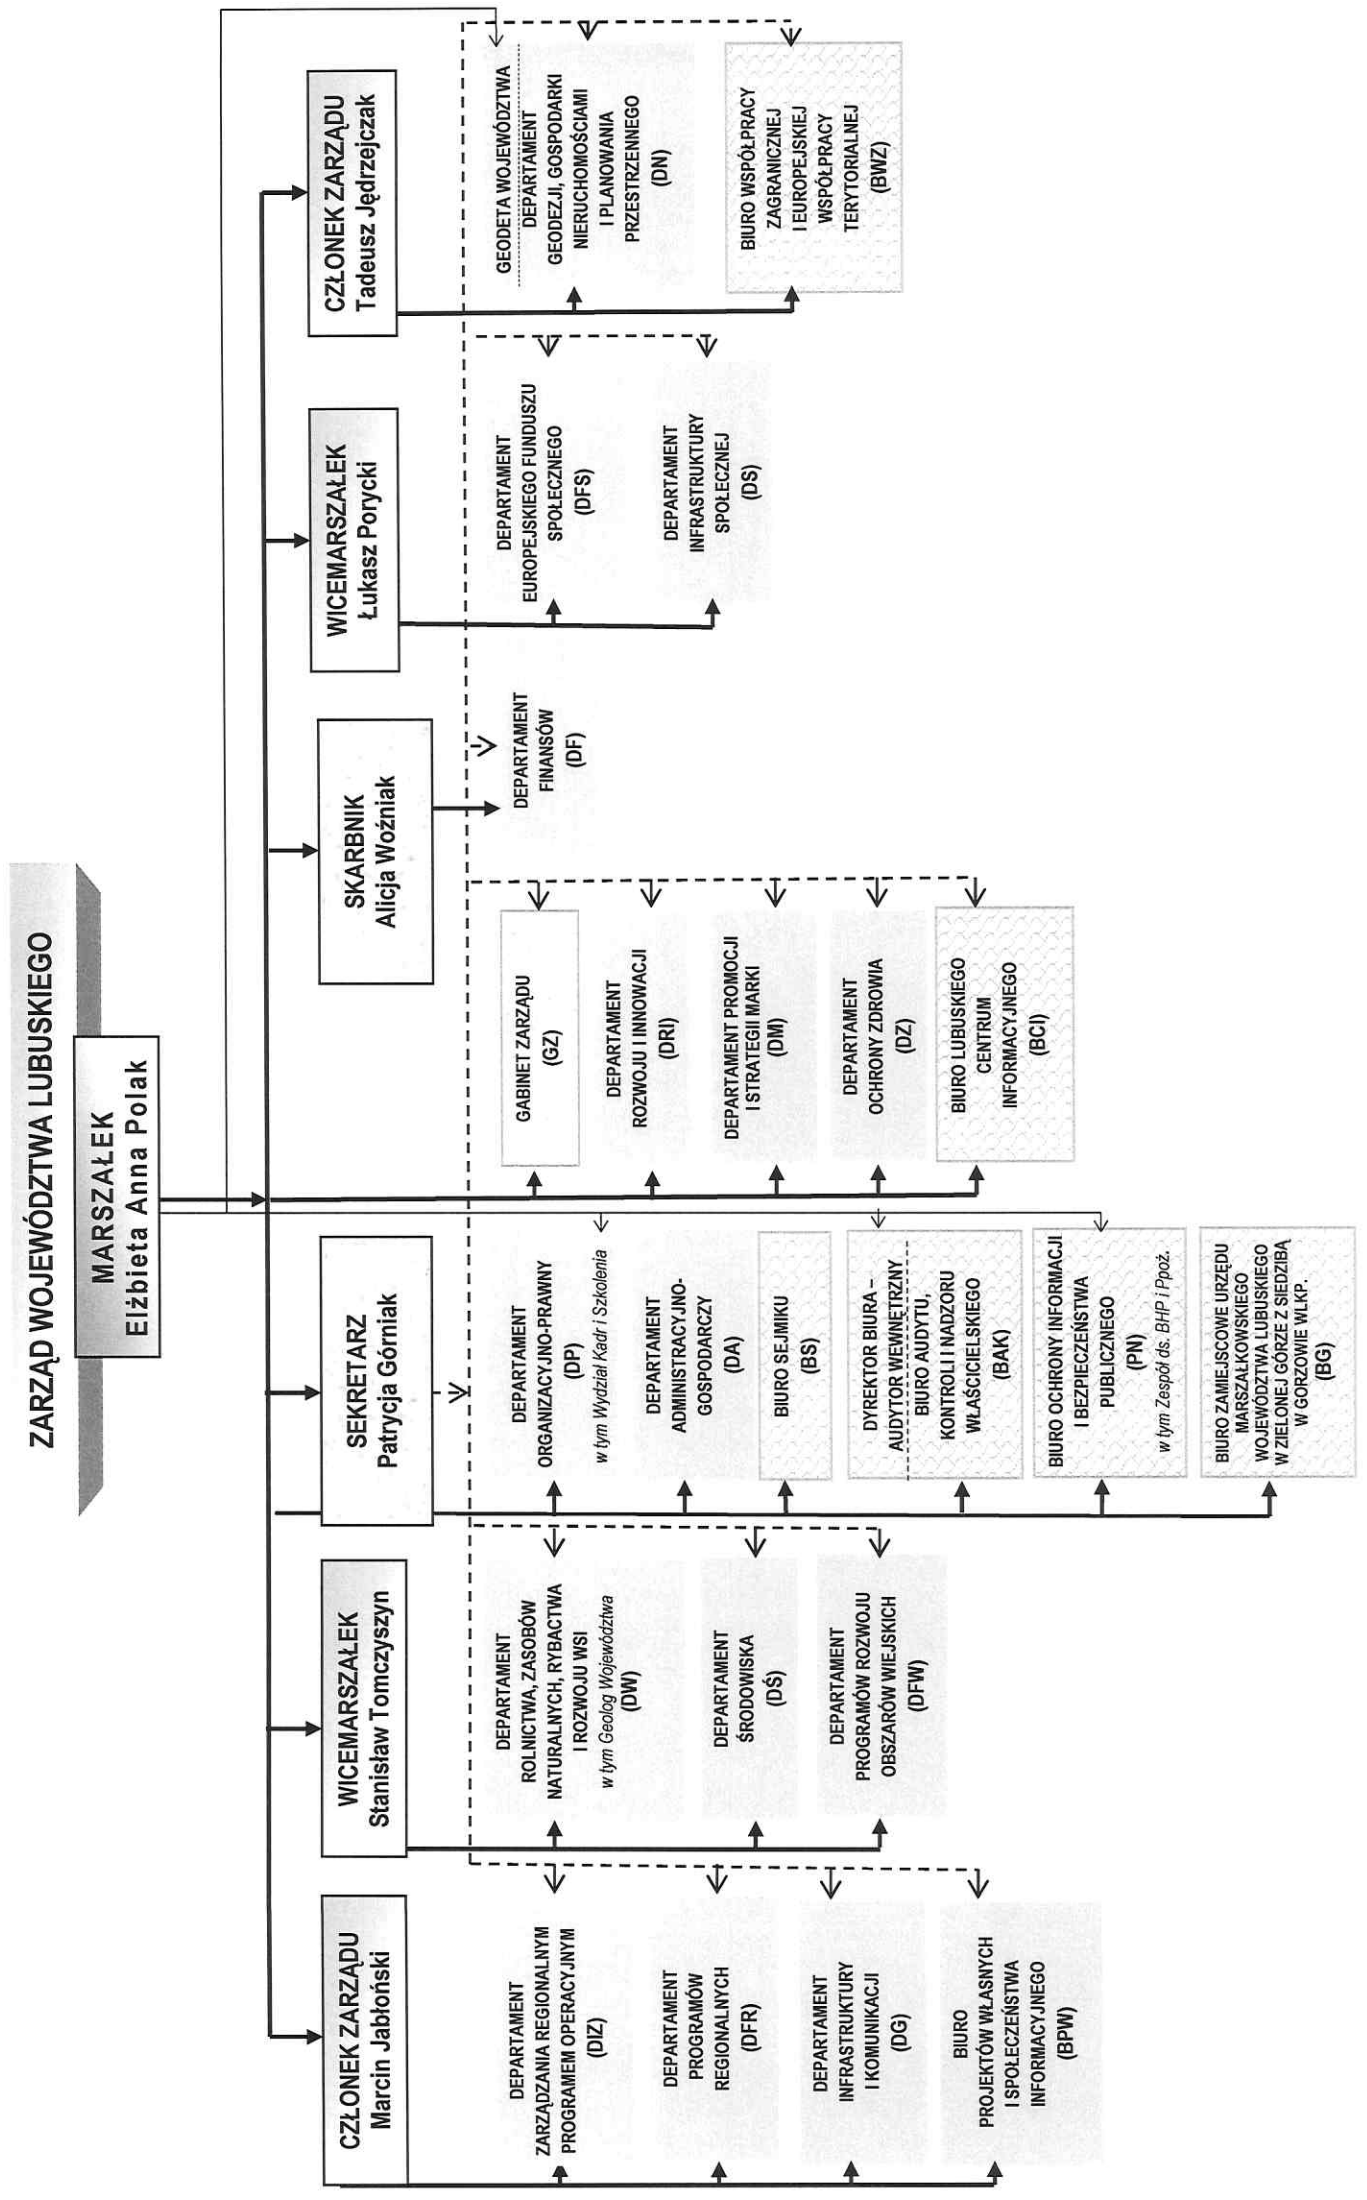 ZARZĄD WOJEWÓDZTWA LUBUSKIEGO
MARSZAŁEK
Elżbieta Anna Polak
CZŁONEK ZARZĄDU
Marcin Jabłoński
DEPARTAMENT
ZARZĄDZANIA REGIONALNYM
PROGRAMEM OPERACYJNYM
(DIZ)
DEPARTAMENT
PROGRAMÓW
REGIONALNYCH
(DFR)
DEPARTAMENT
INFRASTRUKTURY
I KOMUNIKACJI
(DG)
BIURO
PROJEKTÓW WŁASNYCH
I SPOŁECZEŃSTWA
INFORMACYJNEGO
(BPW)
WICEMARSZAŁEK
Stanisław Tomczyszyn
DEPARTAMENT
ROLNICTWA, ZASOBÓW
NATURALNYCH, RYBACTWA
I ROZWOJU WSI
w tym Geolog Województwa
(DW)
DEPARTAMENT
ŚRODOWISKA
(DŚ)
DEPARTAMENT
PROGRAMÓW ROZWOJU
OBSZARÓW WIEJSKICH
(DFW)
SEKRETARZ
Patrycja Górniak
DEPARTAMENT
ORGANIZACYJNO-PRAWNY
(DP)
w tym Wydział Kadr i Szkolenia
DEPARTAMENT
ADMINISTRACYJNO-
GOSPODARCZY
(DA)
BIURO SEJMIKU
(BS)
DYREKTOR BIURA –
AUDYTOR WEWNĘTRZNY
BIURO AUDYTU,
KONTROLI I NADZORU
WŁAŚCICIELSKIEGO
(BAK)
BIURO OCHRONY INFORMACJI
I BEZPIECZEŃSTWA
PUBLICZNEGO
(PN)
w tym Zespół ds. BHP i Ppoż.
BIURO ZAMIEJSCOWE URZĘDU
MARSZAŁKOWSKIEGO
WOJEWÓDZTWA LUBUSKIEGO
W ZIELONEJ GÓRZE Z SIEDZIBĄ
W GORZOWIE WLKP.
(BG)
GABINET ZARZĄDU
(GZ)
DEPARTAMENT
ROZWOJU I INNOWACJI
(DRI)
DEPARTAMENT PROMOCJI
I STRATEGII MARKI
(DM)
DEPARTAMENT
OCHRONY ZDROWIA
(DZ)
BIURO LUBUSKIEGO
CENTRUM
INFORMACYJNEGO
(BCI)
SKARBNIK
Alicja Woźniak
DEPARTAMENT
FINANSÓW
(DF)
WICEMARSZAŁEK
Łukasz Porycki
DEPARTAMENT
EUROPEJSKIEGO FUNDUSZU
SPOŁECZNEGO
(DFS)
DEPARTAMENT
INFRASTRUKTURY
SPOŁECZNEJ
(DS)
CZŁONEK ZARZĄDU
Tadeusz Jędrzejczak
GEODETA WOJEWÓDZTWA
DEPARTAMENT
GEODEZJI, GOSPODARKI
NIERUCHOMOŚCIAMI
I PLANOWANIA
PRZESTRZENNEGO
(DN)
BIURO WSPÓŁPRACY
ZAGRANICZNEJ
I EUROPEJSKIEJ
WSPÓŁPRACY
TERYTORIALNEJ
(BWZ)